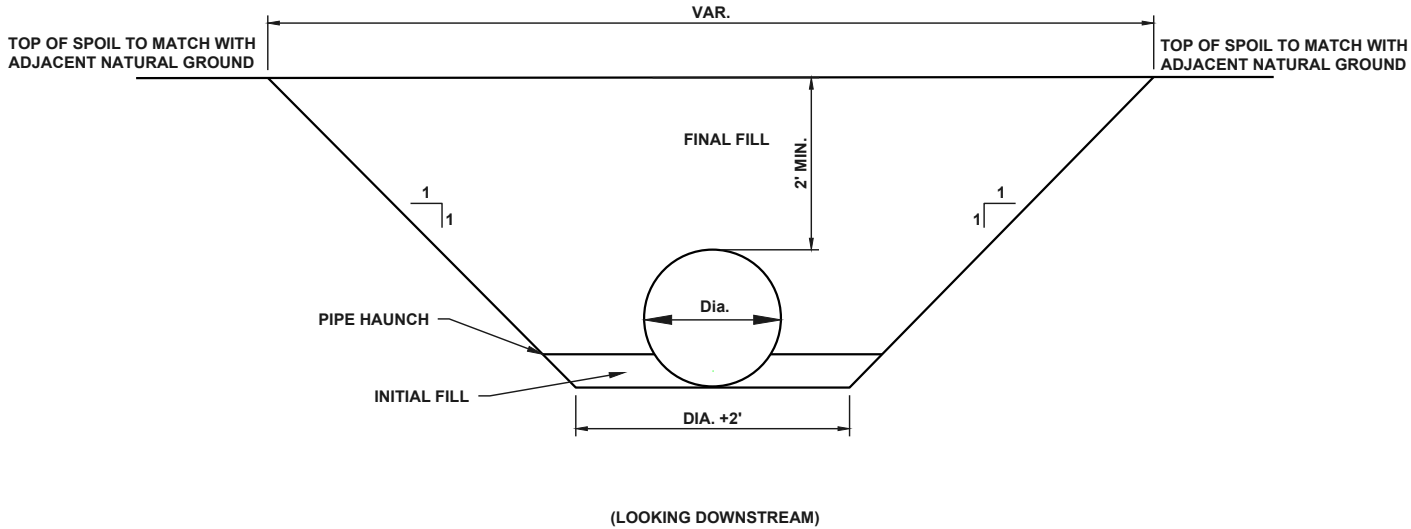 VAR.
TOP OF SPOIL TO MATCH WITH
ADJACENT NATURAL GROUND
TOP OF SPOIL TO MATCH WITH
ADJACENT NATURAL GROUND
FINAL FILL
2' MIN.
1
1
1
1
Dia.
PIPE HAUNCH
INITIAL FILL
DIA. +2'
(LOOKING DOWNSTREAM)